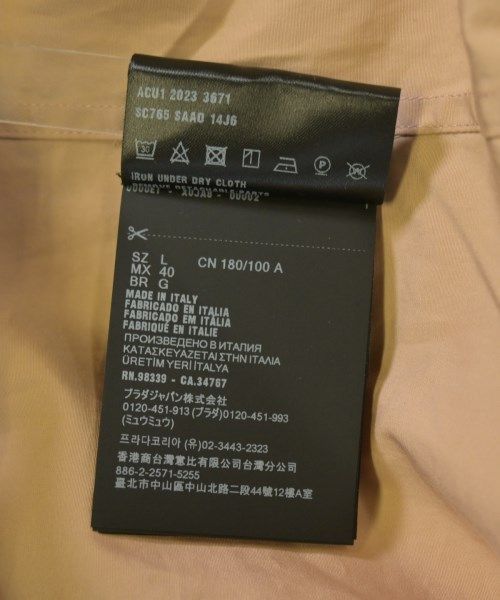 ACU1 2023 3671
SC765 SAAO 14J6
30
P
IRON UNDER DRY CLOTH
SZ L
MX 40
BR G
CN 180/100 A
MADE IN ITALY
FABRICADO EN ITALIA
FABRICADO EM ITÁLIA
FABRIQUÉ EN ITALIE
ПРОИЗВЕДЕНО В ИТАЛИЯ
ΚΑΤΑΣΚΕΥΑΖΕΤΑΙ ΣΤΗΝ ΙΤΑΛΙΑ
ÜRETİM YERİ İTALYA
RN.98339 - CA.34767
プラダジャパン株式会社
0120-451-913 (プラダ) 0120-451-993
(ミュウミュウ)
프라다코리아 (유)02-3443-2323
香港商台灣意比有限公司台灣分公司
886-2-2571-5255
臺北市中山區中山北路二段44號12樓A室